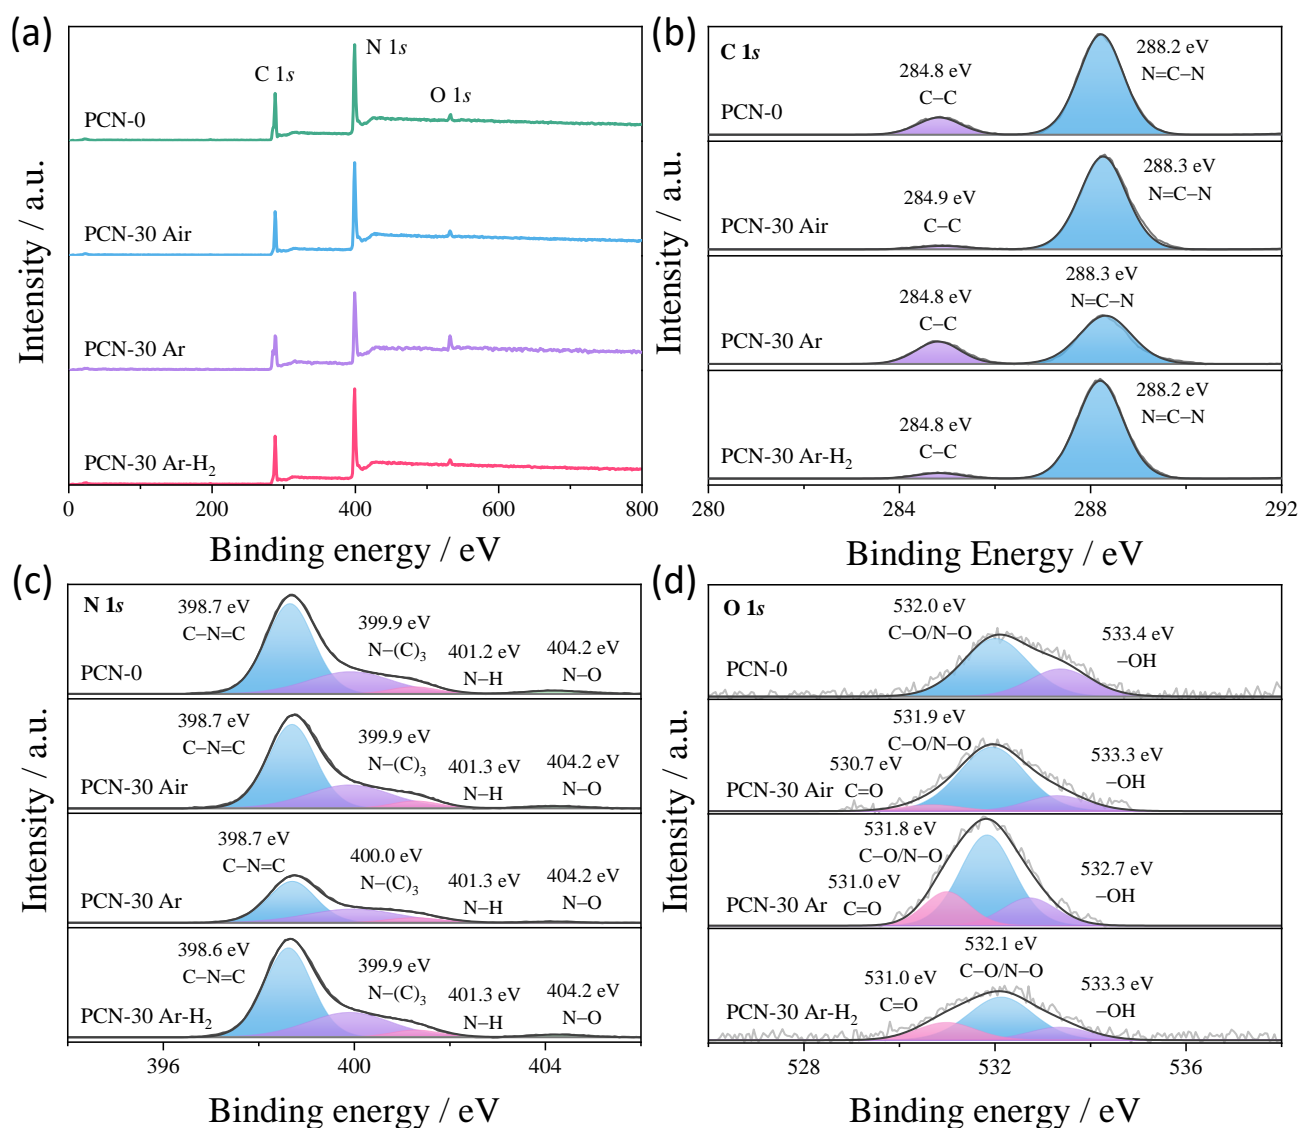 (a)
N 1s
C 1s
O 1s
PCN-0
PCN-30 Air
PCN-30 Ar
PCN-30 Ar-H₂
0 200 400 600 800
Binding energy / eV
Intensity / a.u.
(b)
C 1s
288.2 eV
N=C–N
284.8 eV
C–C
PCN-0
288.3 eV
N=C–N
284.9 eV
C–C
PCN-30 Air
288.3 eV
N=C–N
284.8 eV
C–C
PCN-30 Ar
288.2 eV
N=C–N
284.8 eV
C–C
PCN-30 Ar-H₂
280 284 288 292
Binding Energy / eV
Intensity / a.u.
(c)
N 1s
398.7 eV
C–N=C
399.9 eV
N–(C)₃
401.2 eV
N–H
404.2 eV
N–O
PCN-0
398.7 eV
C–N=C
399.9 eV
N–(C)₃
401.3 eV
N–H
404.2 eV
N–O
PCN-30 Air
398.7 eV
C–N=C
400.0 eV
N–(C)₃
401.3 eV
N–H
404.2 eV
N–O
PCN-30 Ar
398.6 eV
C–N=C
399.9 eV
N–(C)₃
401.3 eV
N–H
404.2 eV
N–O
PCN-30 Ar-H₂
396 400 404
Binding energy / eV
Intensity / a.u.
(d)
O 1s
532.0 eV
C–O/N–O
533.4 eV
–OH
PCN-0
531.9 eV
C–O/N–O
530.7 eV
C=O
533.3 eV
–OH
PCN-30 Air
531.8 eV
C–O/N–O
531.0 eV
C=O
532.7 eV
–OH
PCN-30 Ar
532.1 eV
C–O/N–O
531.0 eV
C=O
533.3 eV
–OH
PCN-30 Ar-H₂
528 532 536
Binding energy / eV
Intensity / a.u.